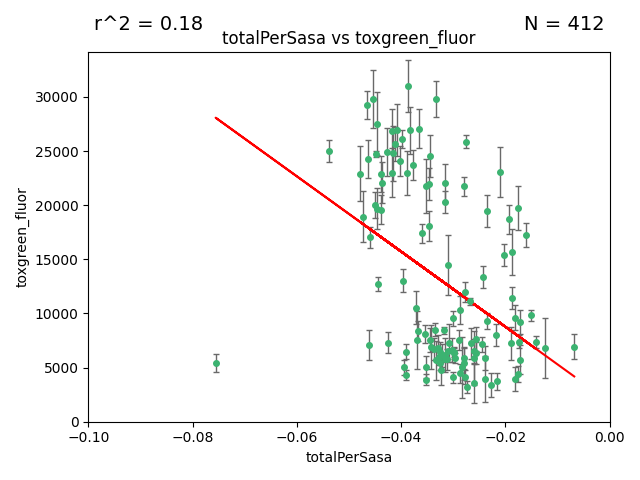 r^2 = 0.18
N = 412
totalPerSasa vs toxgreen_fluor
toxgreen_fluor
30000
25000
20000
15000
10000
5000
0
−0.10
−0.08
−0.06
−0.04
−0.02
0.00
totalPerSasa